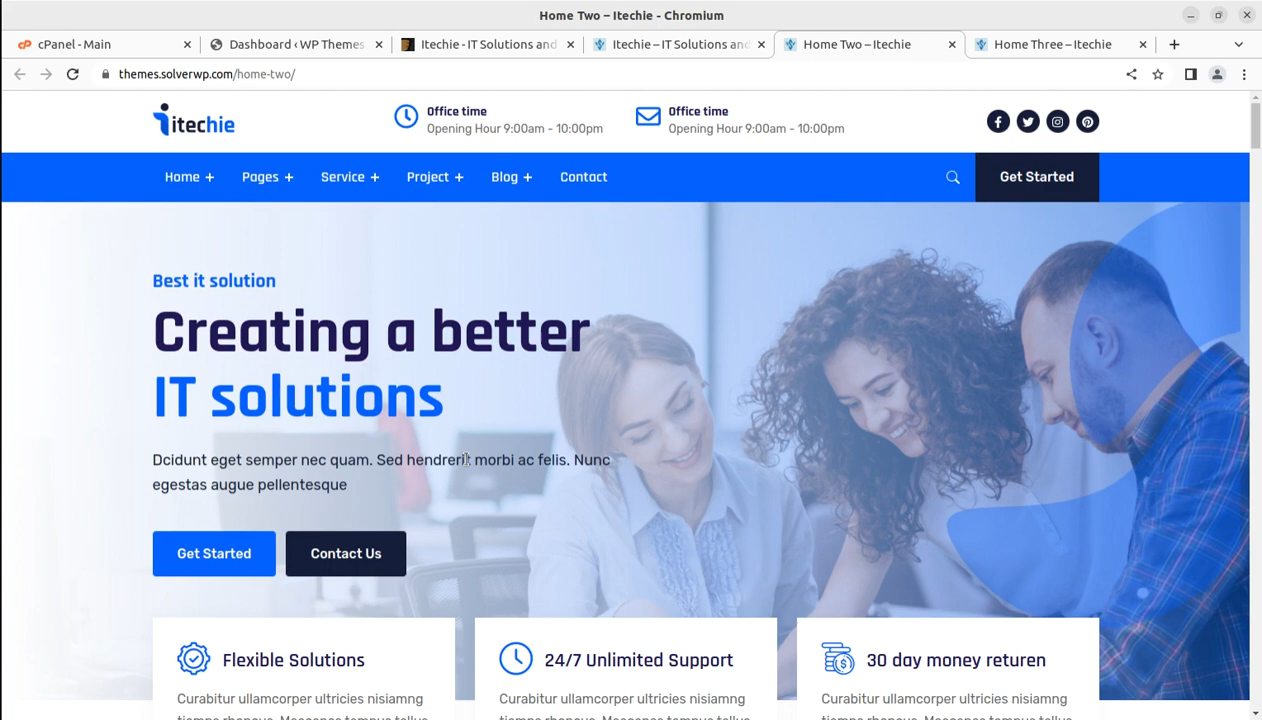 Home Two – Itechie - Chromium
cPanel - Main
Dashboard ‹ WP Themes
Itechie - IT Solutions and
Itechie – IT Solutions and
Home Two – Itechie
Home Three – Itechie
themes.solverwp.com/home-two/
itechie
Office time
Opening Hour 9:00am - 10:00pm
Office time
Opening Hour 9:00am - 10:00pm
Home + Pages + Service + Project + Blog + Contact
Get Started
Best it solution
Creating a better
IT solutions
Dcidunt eget semper nec quam. Sed hendrerit morbi ac felis. Nunc
egestas augue pellentesque
Get Started
Contact Us
Flexible Solutions
Curabitur ullamcorper ultricies nisiamng
24/7 Unlimited Support
Curabitur ullamcorper ultricies nisiamng
30 day money returen
Curabitur ullamcorper ultricies nisiamng